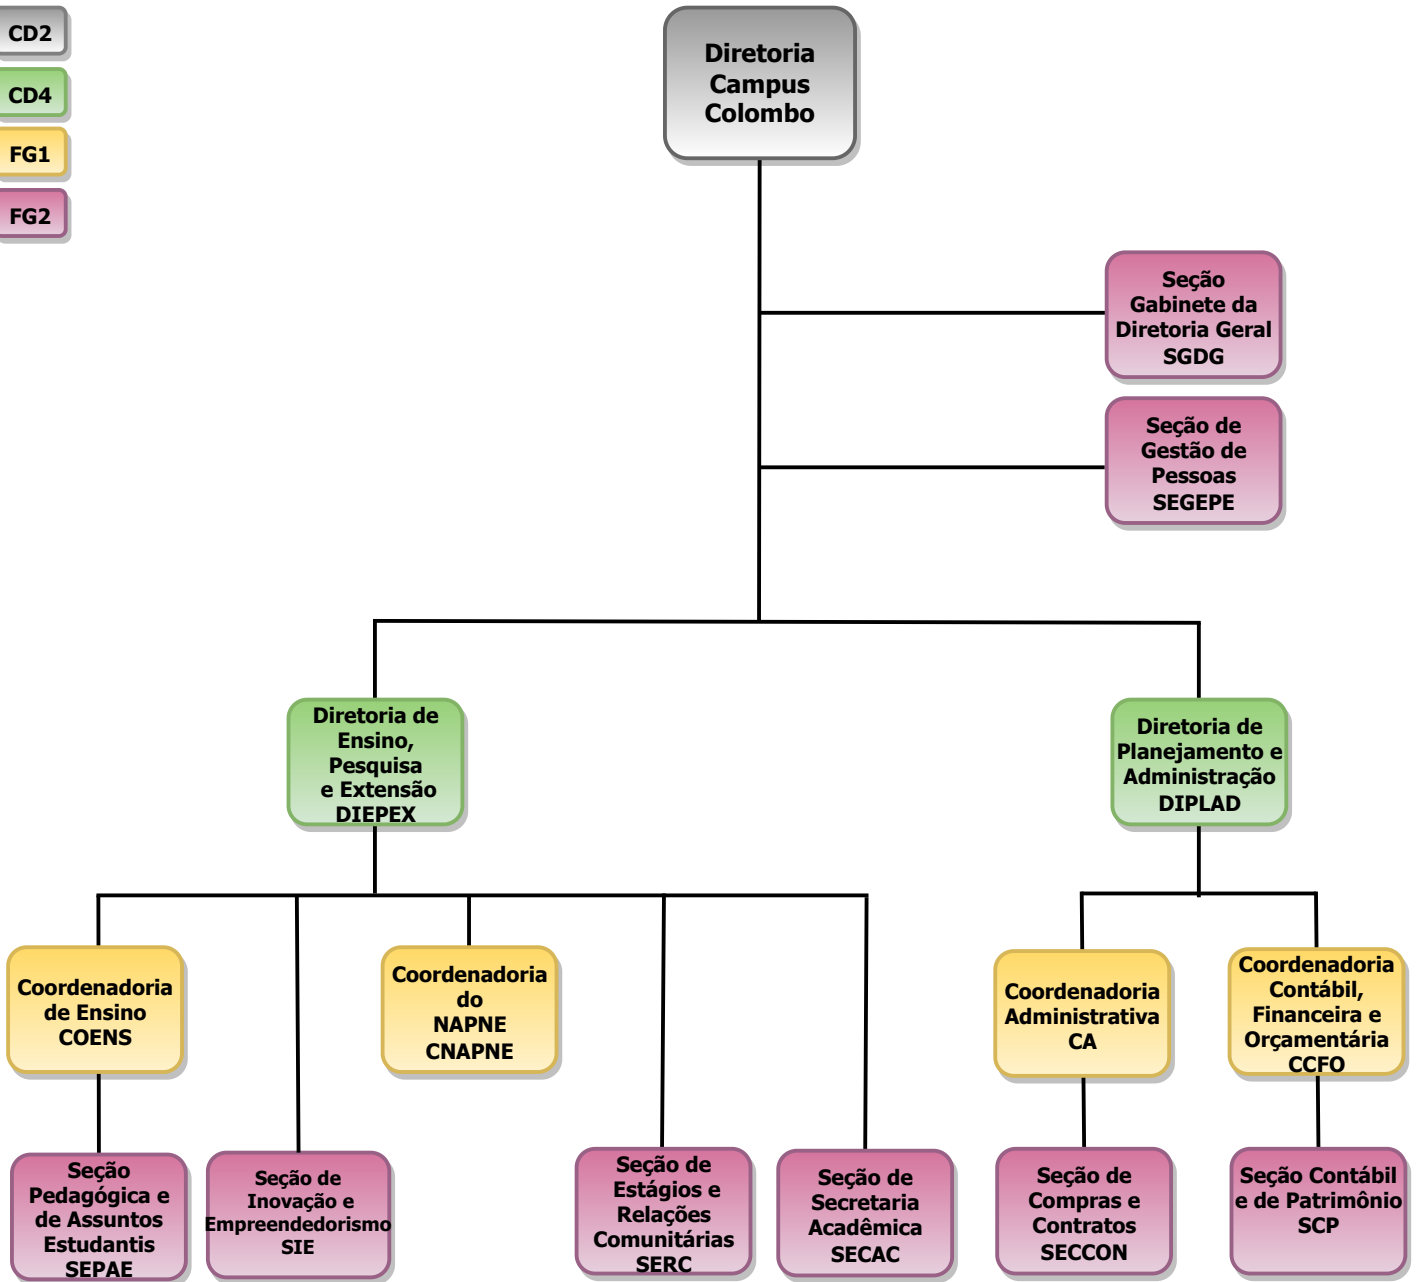 CD2
CD4
FG1
FG2
Diretoria
Campus
Colombo
Seção
Gabinete da
Diretoria Geral
SGDG
Seção de
Gestão de
Pessoas
SEGEPE
Diretoria de
Ensino,
Pesquisa
e Extensão
DIEPEX
Diretoria de
Planejamento e
Administração
DIPLAD
Coordenadoria
de Ensino
COENS
Coordenadoria
do
NAPNE
CNAPNE
Coordenadoria
Administrativa
CA
Coordenadoria
Contábil,
Financeira e
Orçamentária
CCFO
Seção
Pedagógica e
de Assuntos
Estudantis
SEPAE
Seção de
Inovação e
Empreendedorismo
SIE
Seção de
Estágios e
Relações
Comunitárias
SERC
Seção de
Secretaria
Acadêmica
SECAC
Seção de
Compras e
Contratos
SECCON
Seção Contábil
e de Patrimônio
SCP